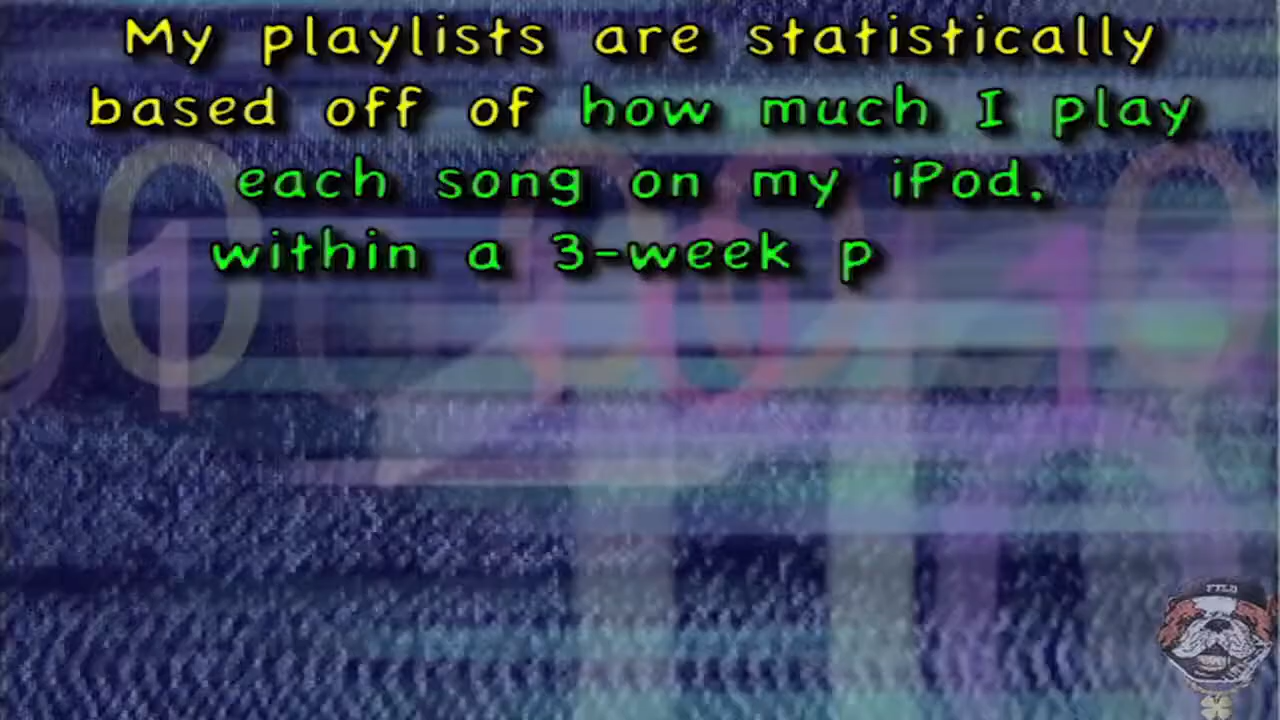 My playlists are statistically
based off of how much I play
each song on my iPod,
within a 3-week p